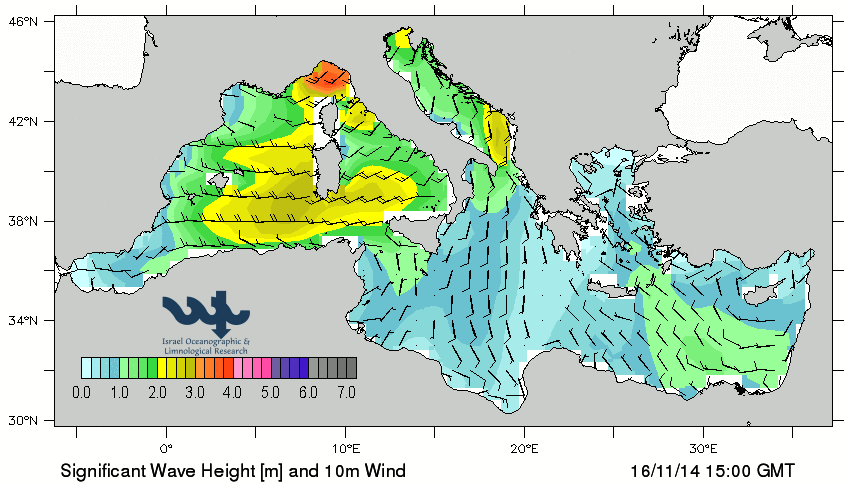 46°N
42°N
38°N
34°N
30°N
Israel Oceanographic &
Limnological Research
0.0 1.0 2.0 3.0 4.0 5.0 6.0 7.0
0° 10°E 20°E 30°E
Significant Wave Height [m] and 10m Wind 16/11/14 15:00 GMT